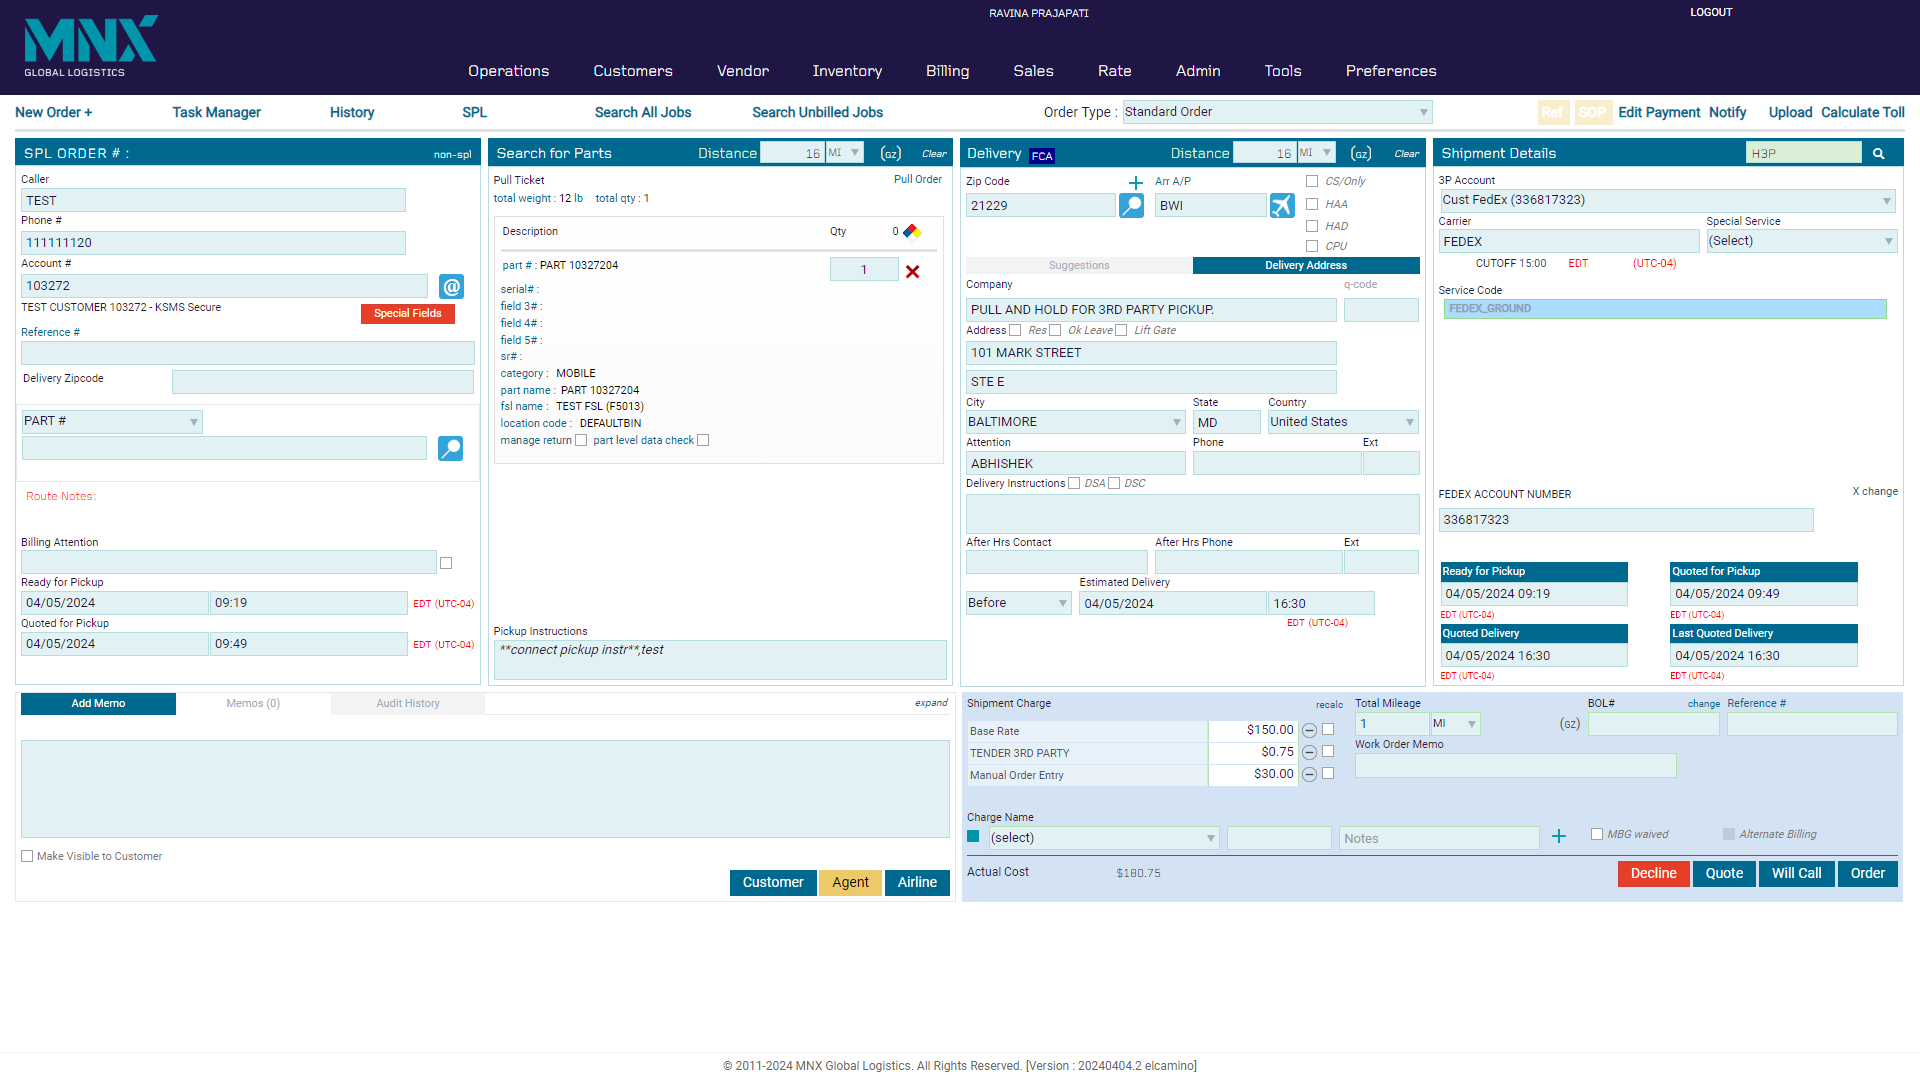 MNX
GLOBAL LOGISTICS
RAVINA PRAJAPATI
LOGOUT
Operations Customers Vendor Inventory Billing Sales Rate Admin Tools Preferences
New Order + Task Manager History SPL Search All Jobs Search Unbilled Jobs Order Type : Standard Order Ref SOP Edit Payment Notify Upload Calculate Toll
SPL ORDER # : non-spl
Caller
TEST
Phone #
111111120
Account #
103272
@
TEST CUSTOMER 103272 - KSMS Secure
Special Fields
Reference #
Delivery Zipcode
PART #
Route Notes:
Billing Attention
Ready for Pickup
04/05/2024 09:19 EDT (UTC-04)
Quoted for Pickup
04/05/2024 09:49 EDT (UTC-04)
Search for Parts Distance 16 MI (GZ) Clear
Pull Ticket Pull Order
total weight : 12 lb total qty : 1
Description Qty 0
part # : PART 10327204 1
serial# :
field 3# :
field 4# :
field 5# :
sr# :
category : MOBILE
part name : PART 10327204
fsl name : TEST FSL (F5013)
location code : DEFAULTBIN
manage return part level data check
Pickup Instructions
**connect pickup instr**,test
Delivery FCA Distance 16 MI (GZ) Clear
Zip Code Arr A/P CS/Only
21229 BWI HAA
HAD
CPU
Suggestions Delivery Address
Company q-code
PULL AND HOLD FOR 3RD PARTY PICKUP.
Address Res Ok Leave Lift Gate
101 MARK STREET
STE E
City State Country
BALTIMORE MD United States
Attention Phone Ext
ABHISHEK
Delivery Instructions DSA DSC
After Hrs Contact After Hrs Phone Ext
Estimated Delivery
Before 04/05/2024 16:30
EDT (UTC-04)
Shipment Details H3P
3P Account
Cust FedEx (336817323)
Carrier Special Service
FEDEX (Select)
CUTOFF 15:00 EDT (UTC-04)
Service Code
FEDEX_GROUND
X change
FEDEX ACCOUNT NUMBER
336817323
Ready for Pickup Quoted for Pickup
04/05/2024 09:19 04/05/2024 09:49
EDT (UTC-04) EDT (UTC-04)
Quoted Delivery Last Quoted Delivery
04/05/2024 16:30 04/05/2024 16:30
EDT (UTC-04) EDT (UTC-04)
Add Memo Memos (0) Audit History expand
Make Visible to Customer
Customer Agent Airline
Shipment Charge recalc Total Mileage BOL# change Reference #
Base Rate $150.00 1 MI (GZ)
TENDER 3RD PARTY $0.75 Work Order Memo
Manual Order Entry $30.00
Charge Name
(select) Notes MBG waived Alternate Billing
Actual Cost $180.75 Decline Quote Will Call Order
© 2011-2024 MNX Global Logistics. All Rights Reserved. [Version : 20240404.2 elcamino]